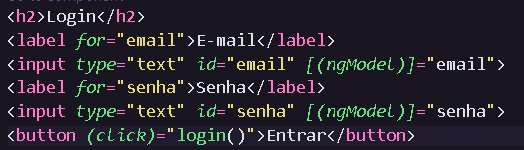 <h2>Login</h2>
<label for="email">E-mail</label>
<input type="text" id="email" [(ngModel)]="email">
<label for="senha">Senha</label>
<input type="text" id="senha" [(ngModel)]="senha">
<button (click)="login()">Entrar</button>